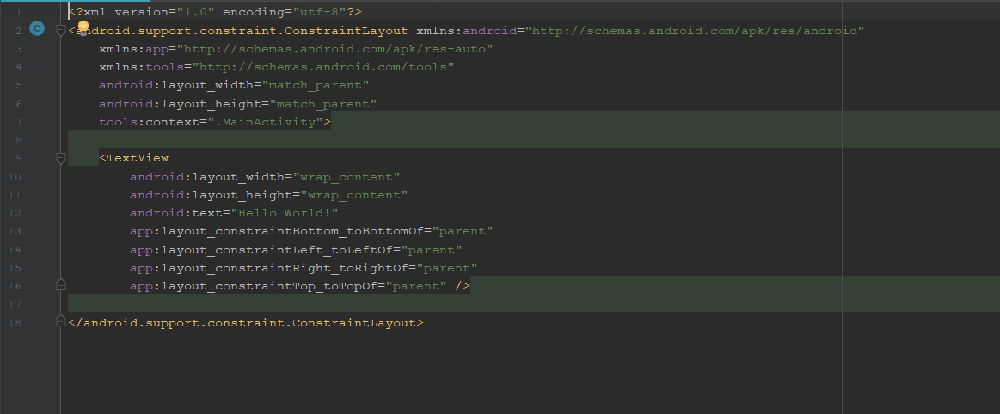 1 <?xml version="1.0" encoding="utf-8"?>
C
2 <android.support.constraint.ConstraintLayout xmlns:android="http://schemas.android.com/apk/res/android"
3     xmlns:app="http://schemas.android.com/apk/res-auto"
4     xmlns:tools="http://schemas.android.com/tools"
5     android:layout_width="match_parent"
6     android:layout_height="match_parent"
7     tools:context=".MainActivity">
8
9     <TextView
10         android:layout_width="wrap_content"
11         android:layout_height="wrap_content"
12         android:text="Hello World!"
13         app:layout_constraintBottom_toBottomOf="parent"
14         app:layout_constraintLeft_toLeftOf="parent"
15         app:layout_constraintRight_toRightOf="parent"
16         app:layout_constraintTop_toTopOf="parent" />
17
18 </android.support.constraint.ConstraintLayout>